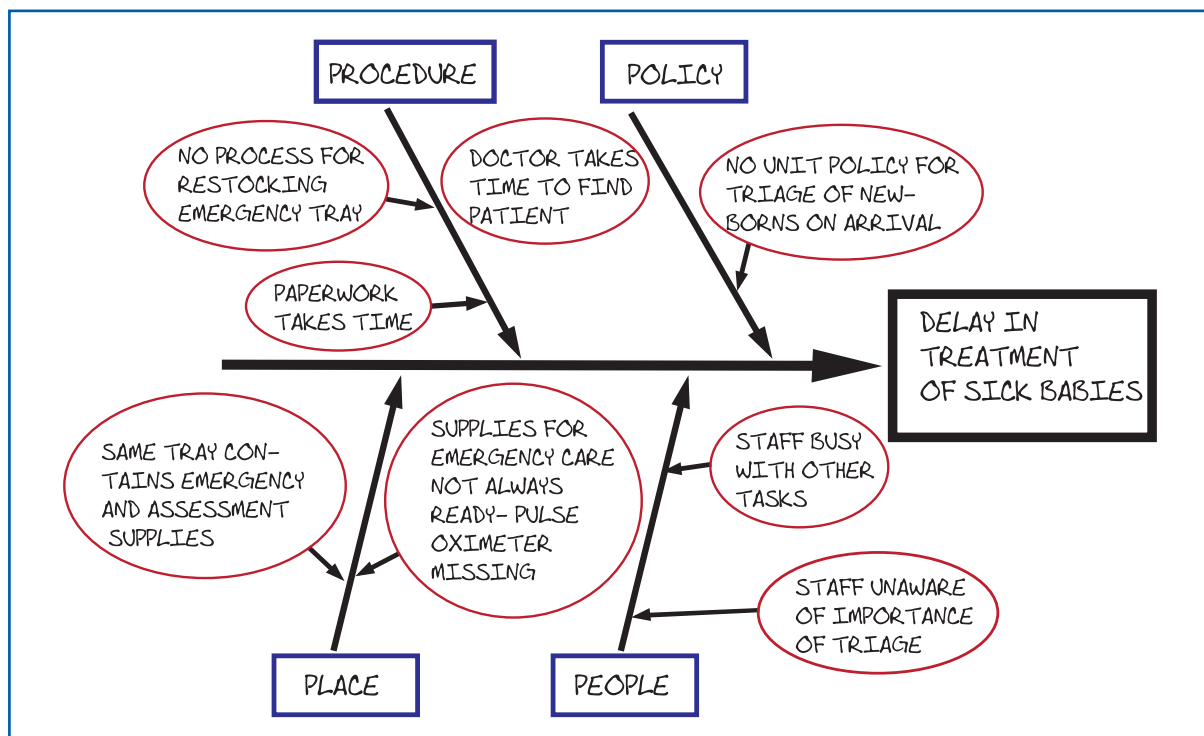 PROCEDURE
POLICY
NO PROCESS FOR
RESTOCKING
EMERGENCY TRAY
DOCTOR TAKES
TIME TO FIND
PATIENT
NO UNIT POLICY FOR
TRIAGE OF NEW-
BORNS ON ARRIVAL
PAPERWORK
TAKES TIME
DELAY IN
TREATMENT
OF SICK BABIES
SAME TRAY CON-
TAINS EMERGENCY
AND ASSESSMENT
SUPPLIES
SUPPLIES FOR
EMERGENCY CARE
NOT ALWAYS
READY- PULSE
OXIMETER
MISSING
STAFF BUSY
WITH OTHER
TASKS
STAFF UNAWARE
OF IMPORTANCE
OF TRIAGE
PLACE
PEOPLE